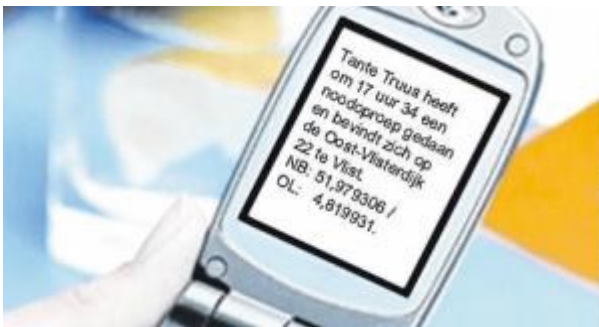 Tante Truus heeft
om 17 uur 34 een
noodoproep gedaan
en bevindt zich op
de Oost-Vlisterdijk
22 te Vlist.
NB: 51,979306 /
OL: 4,819931.